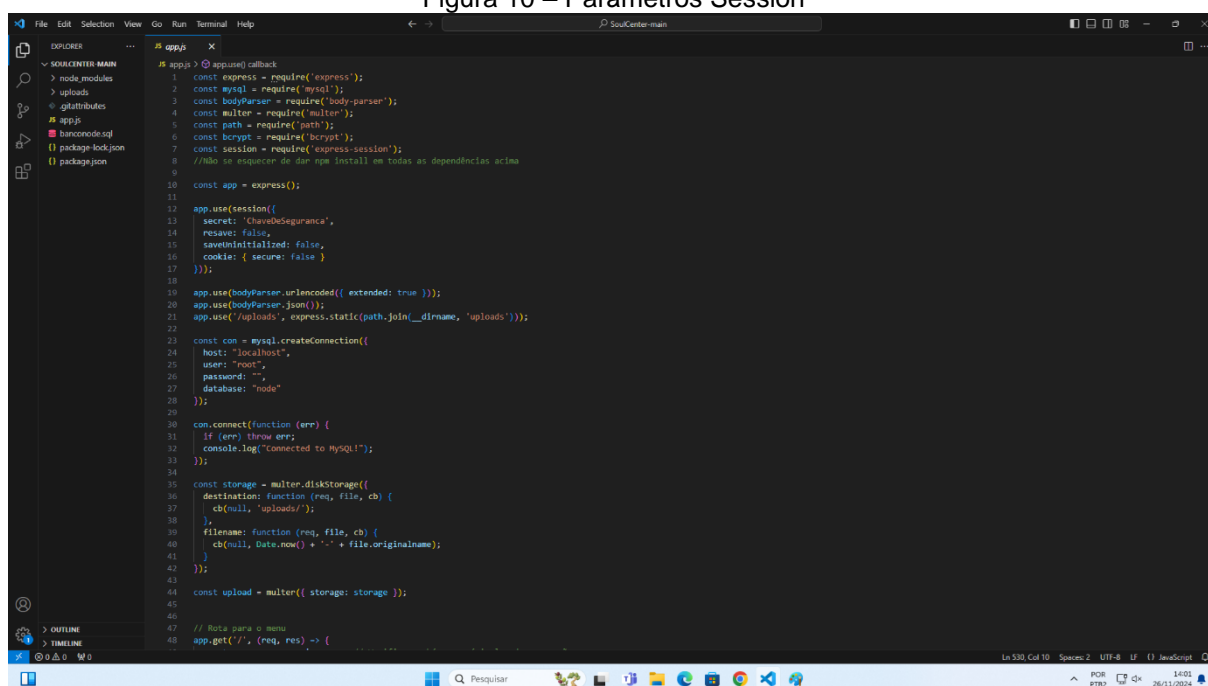 Figura 10 – Parâmetros Session
File Edit Selection View Go Run Terminal Help
SoulCenter-main
EXPLORER
JS app.js
SOULCENTER-MAIN
node_modules
uploads
.gitattributes
JS app.js
banconode.sql
{} package-lock.json
{} package.json
OUTLINE
TIMELINE
JS app.js > app.use() callback
1 const express = require('express');
2 const mysql = require('mysql');
3 const bodyParser = require('body-parser');
4 const multer = require('multer');
5 const path = require('path');
6 const bcrypt = require('bcrypt');
7 const session = require('express-session');
8 //Não se esquecer de dar npm install em todas as dependências acima
9
10 const app = express();
11
12 app.use(session({
13 secret: 'ChaveDeSeguranca',
14 resave: false,
15 saveUninitialized: false,
16 cookie: { secure: false }
17 }));
18
19 app.use(bodyParser.urlencoded({ extended: true }));
20 app.use(bodyParser.json());
21 app.use('/uploads', express.static(path.join(__dirname, 'uploads')));
22
23 const con = mysql.createConnection({
24 host: "localhost",
25 user: "root",
26 password: "",
27 database: "node"
28 });
29
30 con.connect(function (err) {
31 if (err) throw err;
32 console.log("Connected to MySQL!");
33 });
34
35 const storage = multer.diskStorage({
36 destination: function (req, file, cb) {
37 cb(null, 'uploads/');
38 },
39 filename: function (req, file, cb) {
40 cb(null, Date.now() + '-' + file.originalname);
41 }
42 });
43
44 const upload = multer({ storage: storage });
45
46
47 // Rota para o menu
48 app.get('/', (req, res) => {
0 0 0
Ln 530, Col 10 Spaces: 2 UTF-8 LF {} JavaScript
Pesquisar
POR
PTB2
14:01
26/11/2024